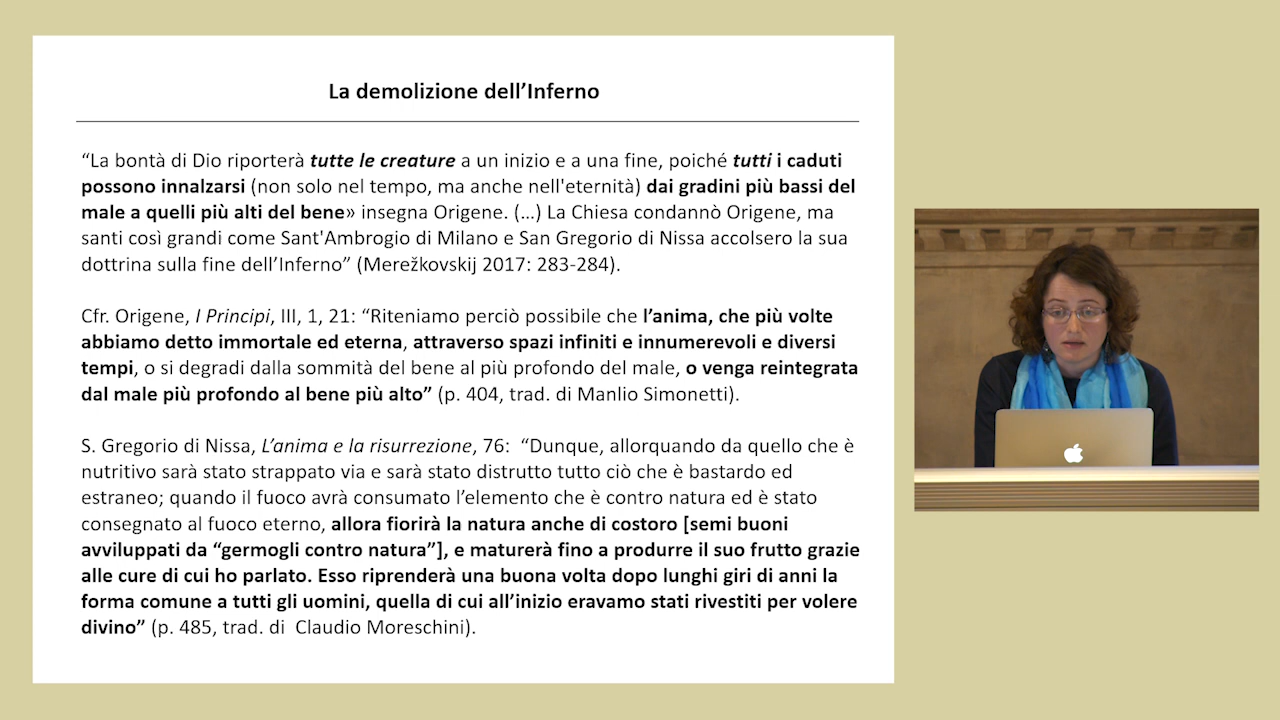 La demolizione dell’Inferno
“La bontà di Dio riporterà tutte le creature a un inizio e a una fine, poiché tutti i caduti
possono innalzarsi (non solo nel tempo, ma anche nell'eternità) dai gradini più bassi del
male a quelli più alti del bene» insegna Origene. (…) La Chiesa condannò Origene, ma
santi così grandi come Sant'Ambrogio di Milano e San Gregorio di Nissa accolsero la sua
dottrina sulla fine dell’Inferno” (Merežkovskij 2017: 283-284).
Cfr. Origene, I Principi, III, 1, 21: “Riteniamo perciò possibile che l’anima, che più volte
abbiamo detto immortale ed eterna, attraverso spazi infiniti e innumerevoli e diversi
tempi, o si degradi dalla sommità del bene al più profondo del male, o venga reintegrata
dal male più profondo al bene più alto” (p. 404, trad. di Manlio Simonetti).
S. Gregorio di Nissa, L’anima e la risurrezione, 76: “Dunque, allorquando da quello che è
nutritivo sarà stato strappato via e sarà stato distrutto tutto ciò che è bastardo ed
estraneo; quando il fuoco avrà consumato l’elemento che è contro natura ed è stato
consegnato al fuoco eterno, allora fiorirà la natura anche di costoro [semi buoni
avviluppati da “germogli contro natura”], e maturerà fino a produrre il suo frutto grazie
alle cure di cui ho parlato. Esso riprenderà una buona volta dopo lunghi giri di anni la
forma comune a tutti gli uomini, quella di cui all’inizio eravamo stati rivestiti per volere
divino” (p. 485, trad. di Claudio Moreschini).